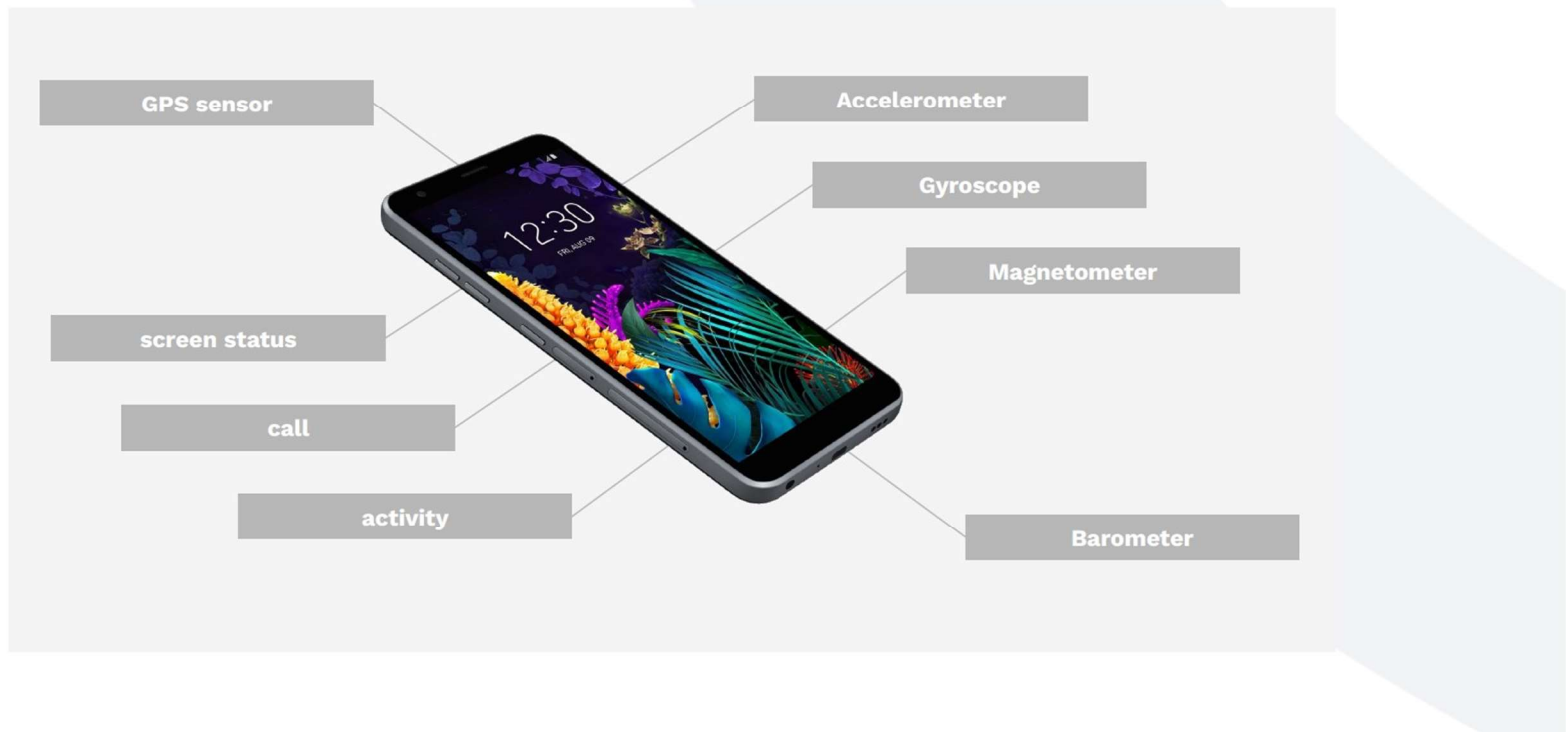 GPS sensor
Accelerometer
Gyroscope
Magnetometer
12:30
FRI, AUG 09
screen status
call
activity
Barometer